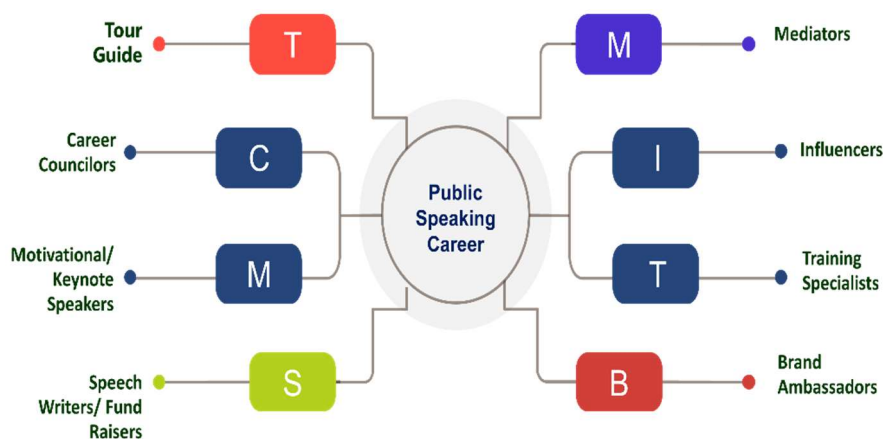 Tour
Guide
T
Career
Councilors
C
Motivational/
Keynote
Speakers
M
Speech
Writers/ Fund
Raisers
S
Public
Speaking
Career
M
Mediators
I
Influencers
T
Training
Specialists
B
Brand
Ambassadors